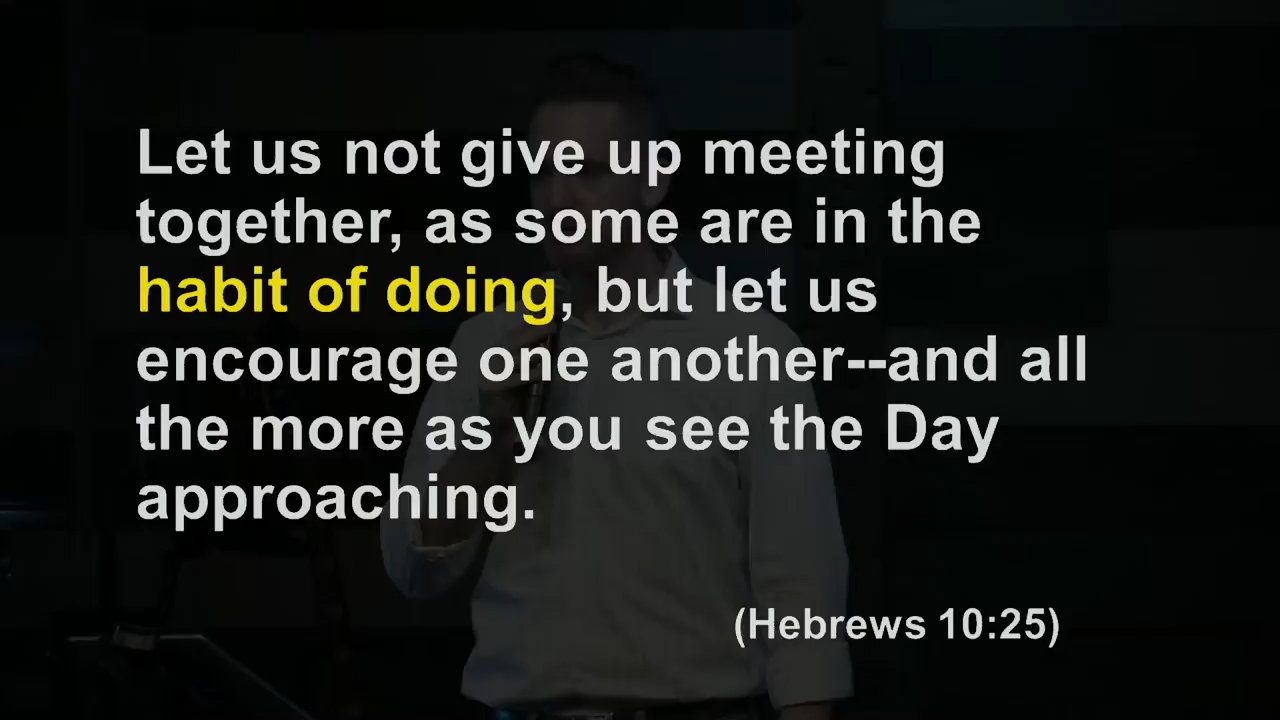 Let us not give up meeting
together, as some are in the
habit of doing, but let us
encourage one another--and all
the more as you see the Day
approaching.
(Hebrews 10:25)